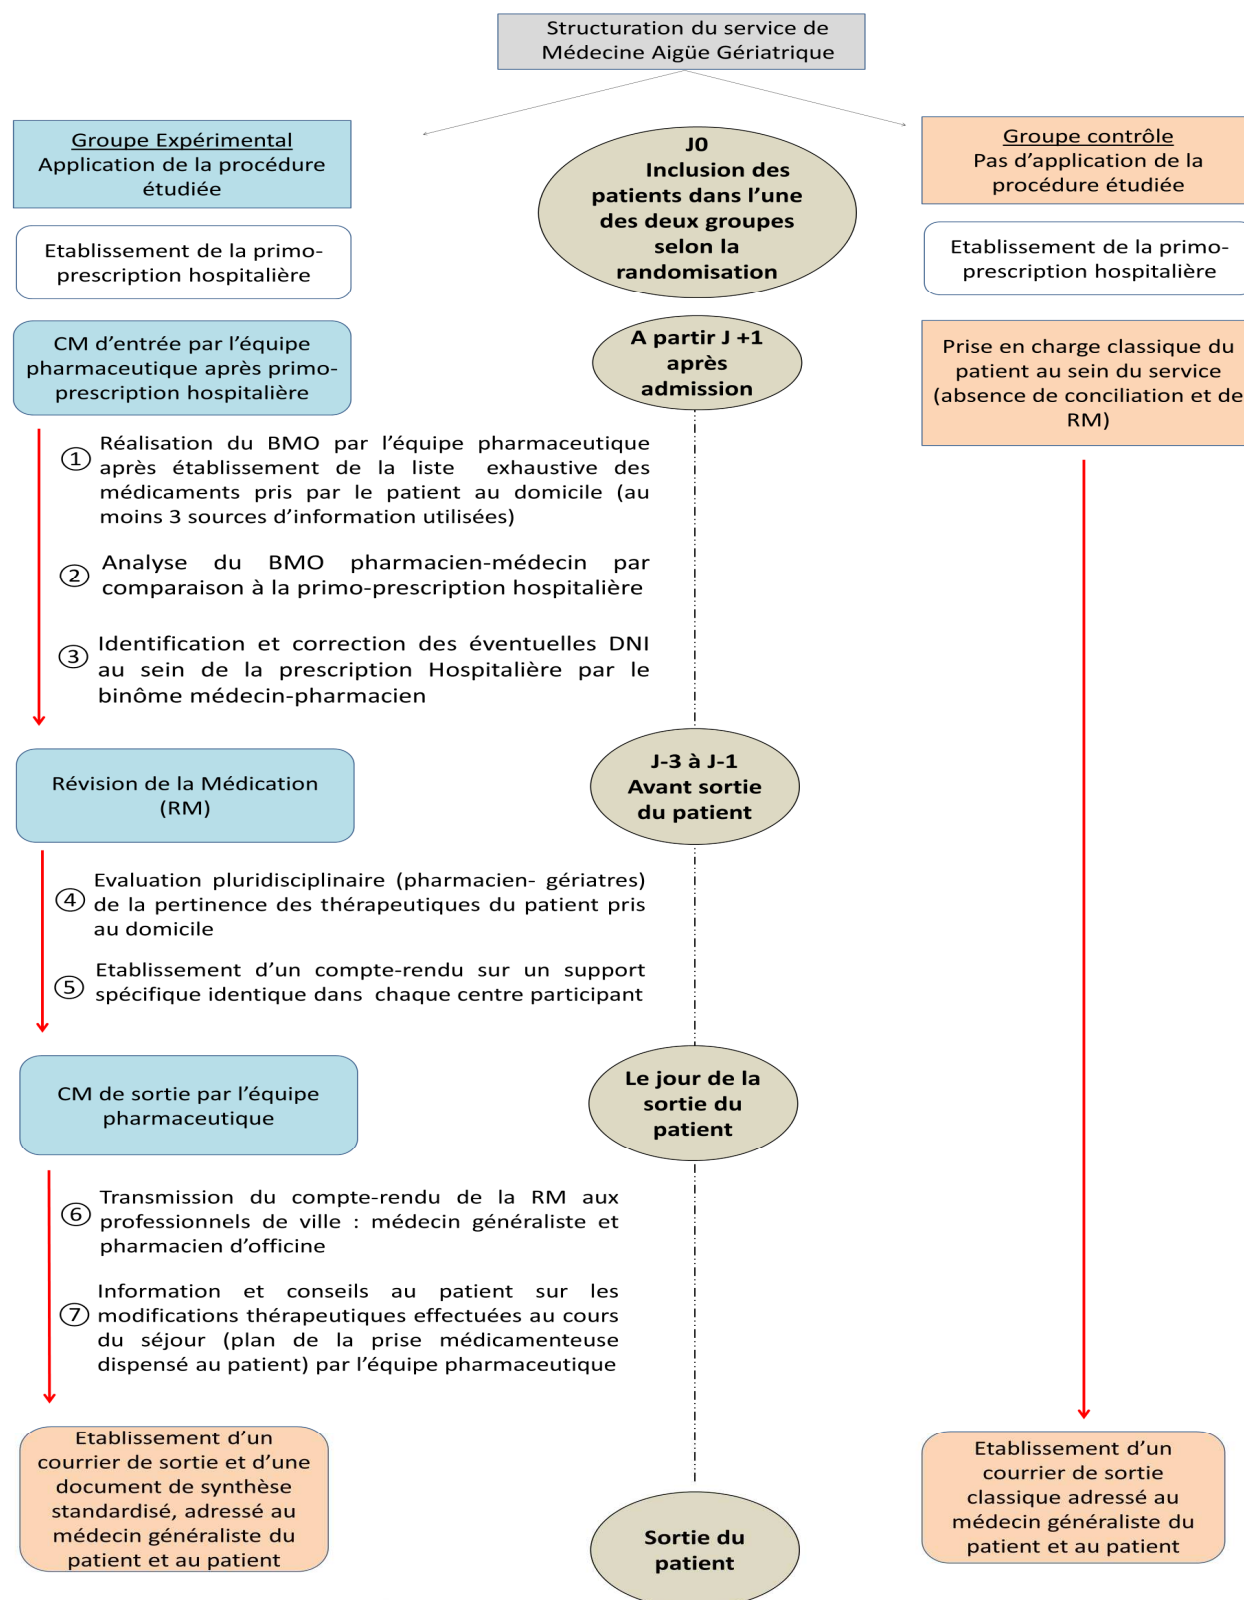 Structuration du service de
Médecine Aigüe Gériatrique
Groupe Expérimental
Application de la procédure
étudiée
J0
Inclusion des
patients dans l’une
des deux groupes
selon la
randomisation
Groupe contrôle
Pas d’application de la
procédure étudiée
Etablissement de la primo-
prescription hospitalière
Etablissement de la primo-
prescription hospitalière
CM d’entrée par l’équipe
pharmaceutique après primo-
prescription hospitalière
A partir J +1
après
admission
Prise en charge classique du
patient au sein du service
(absence de conciliation et de
RM)
① Réalisation du BMO par l’équipe pharmaceutique
après établissement de la liste exhaustive des
médicaments pris par le patient au domicile (au
moins 3 sources d’information utilisées)
② Analyse du BMO pharmacien-médecin par
comparaison à la primo-prescription hospitalière
③ Identification et correction des éventuelles DNI
au sein de la prescription Hospitalière par le
binôme médecin-pharmacien
Révision de la Médication
(RM)
J-3 à J-1
Avant sortie
du patient
④ Evaluation pluridisciplinaire (pharmacien- gériatres)
de la pertinence des thérapeutiques du patient pris
au domicile
⑤ Etablissement d’un compte-rendu sur un support
spécifique identique dans chaque centre participant
CM de sortie par l’équipe
pharmaceutique
Le jour de la
sortie du
patient
⑥ Transmission du compte-rendu de la RM aux
professionnels de ville : médecin généraliste et
pharmacien d’officine
⑦ Information et conseils au patient sur les
modifications thérapeutiques effectuées au cours
du séjour (plan de la prise médicamenteuse
dispensé au patient) par l’équipe pharmaceutique
Etablissement d’un
courrier de sortie et d’une
document de synthèse
standardisé, adressé au
médecin généraliste du
patient et au patient
Sortie du
patient
Etablissement d’un
courrier de sortie
classique adressé au
médecin généraliste du
patient et au patient